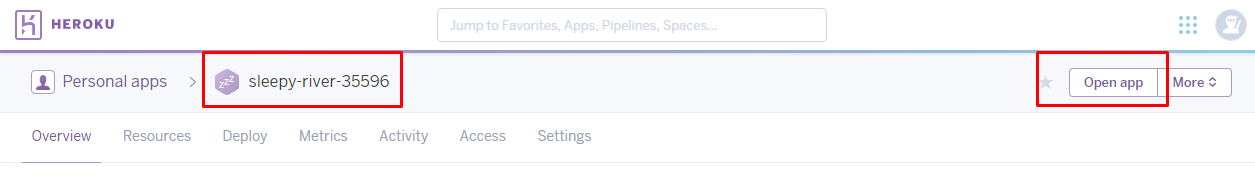 HEROKU
Jump to Favorites, Apps, Pipelines, Spaces...
Personal apps > zzz sleepy-river-35596 Open app More
Overview Resources Deploy Metrics Activity Access Settings